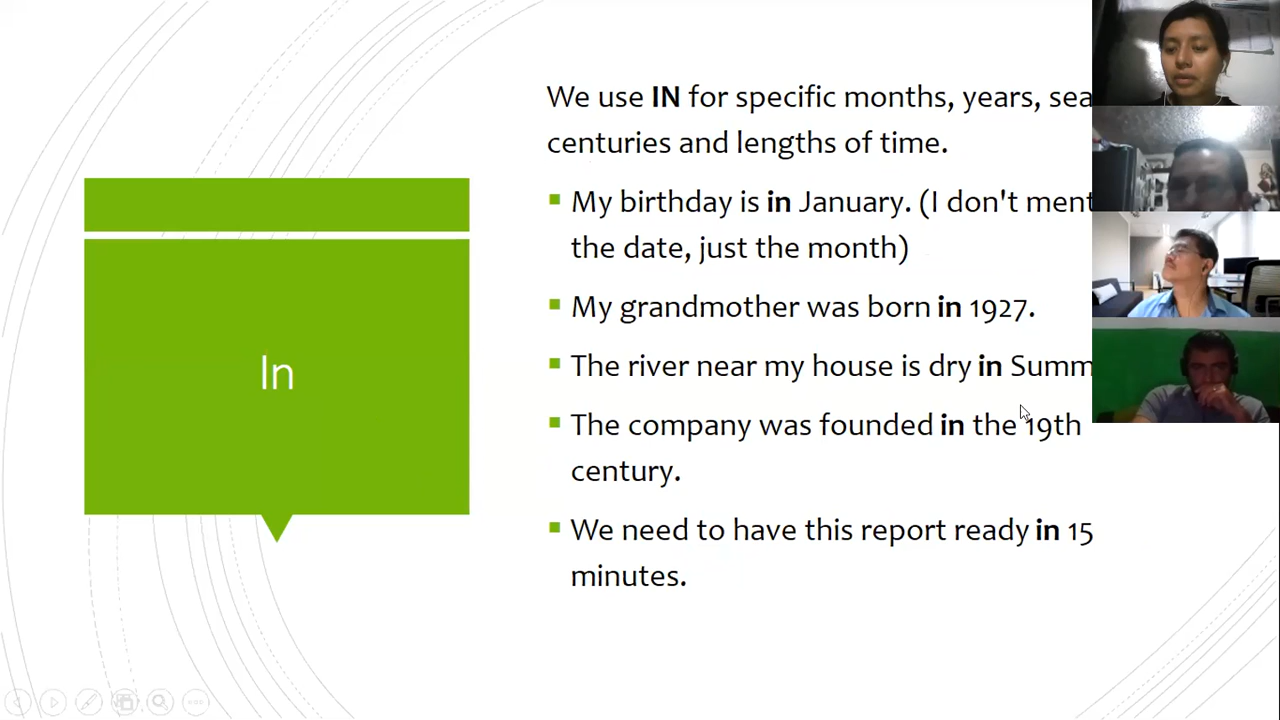 We use IN for specific months, years, sea
centuries and lengths of time.
My birthday is in January. (I don't ment
the date, just the month)
My grandmother was born in 1927.
In
The river near my house is dry in Summ
The company was founded in the 19th
century.
We need to have this report ready in 15
minutes.